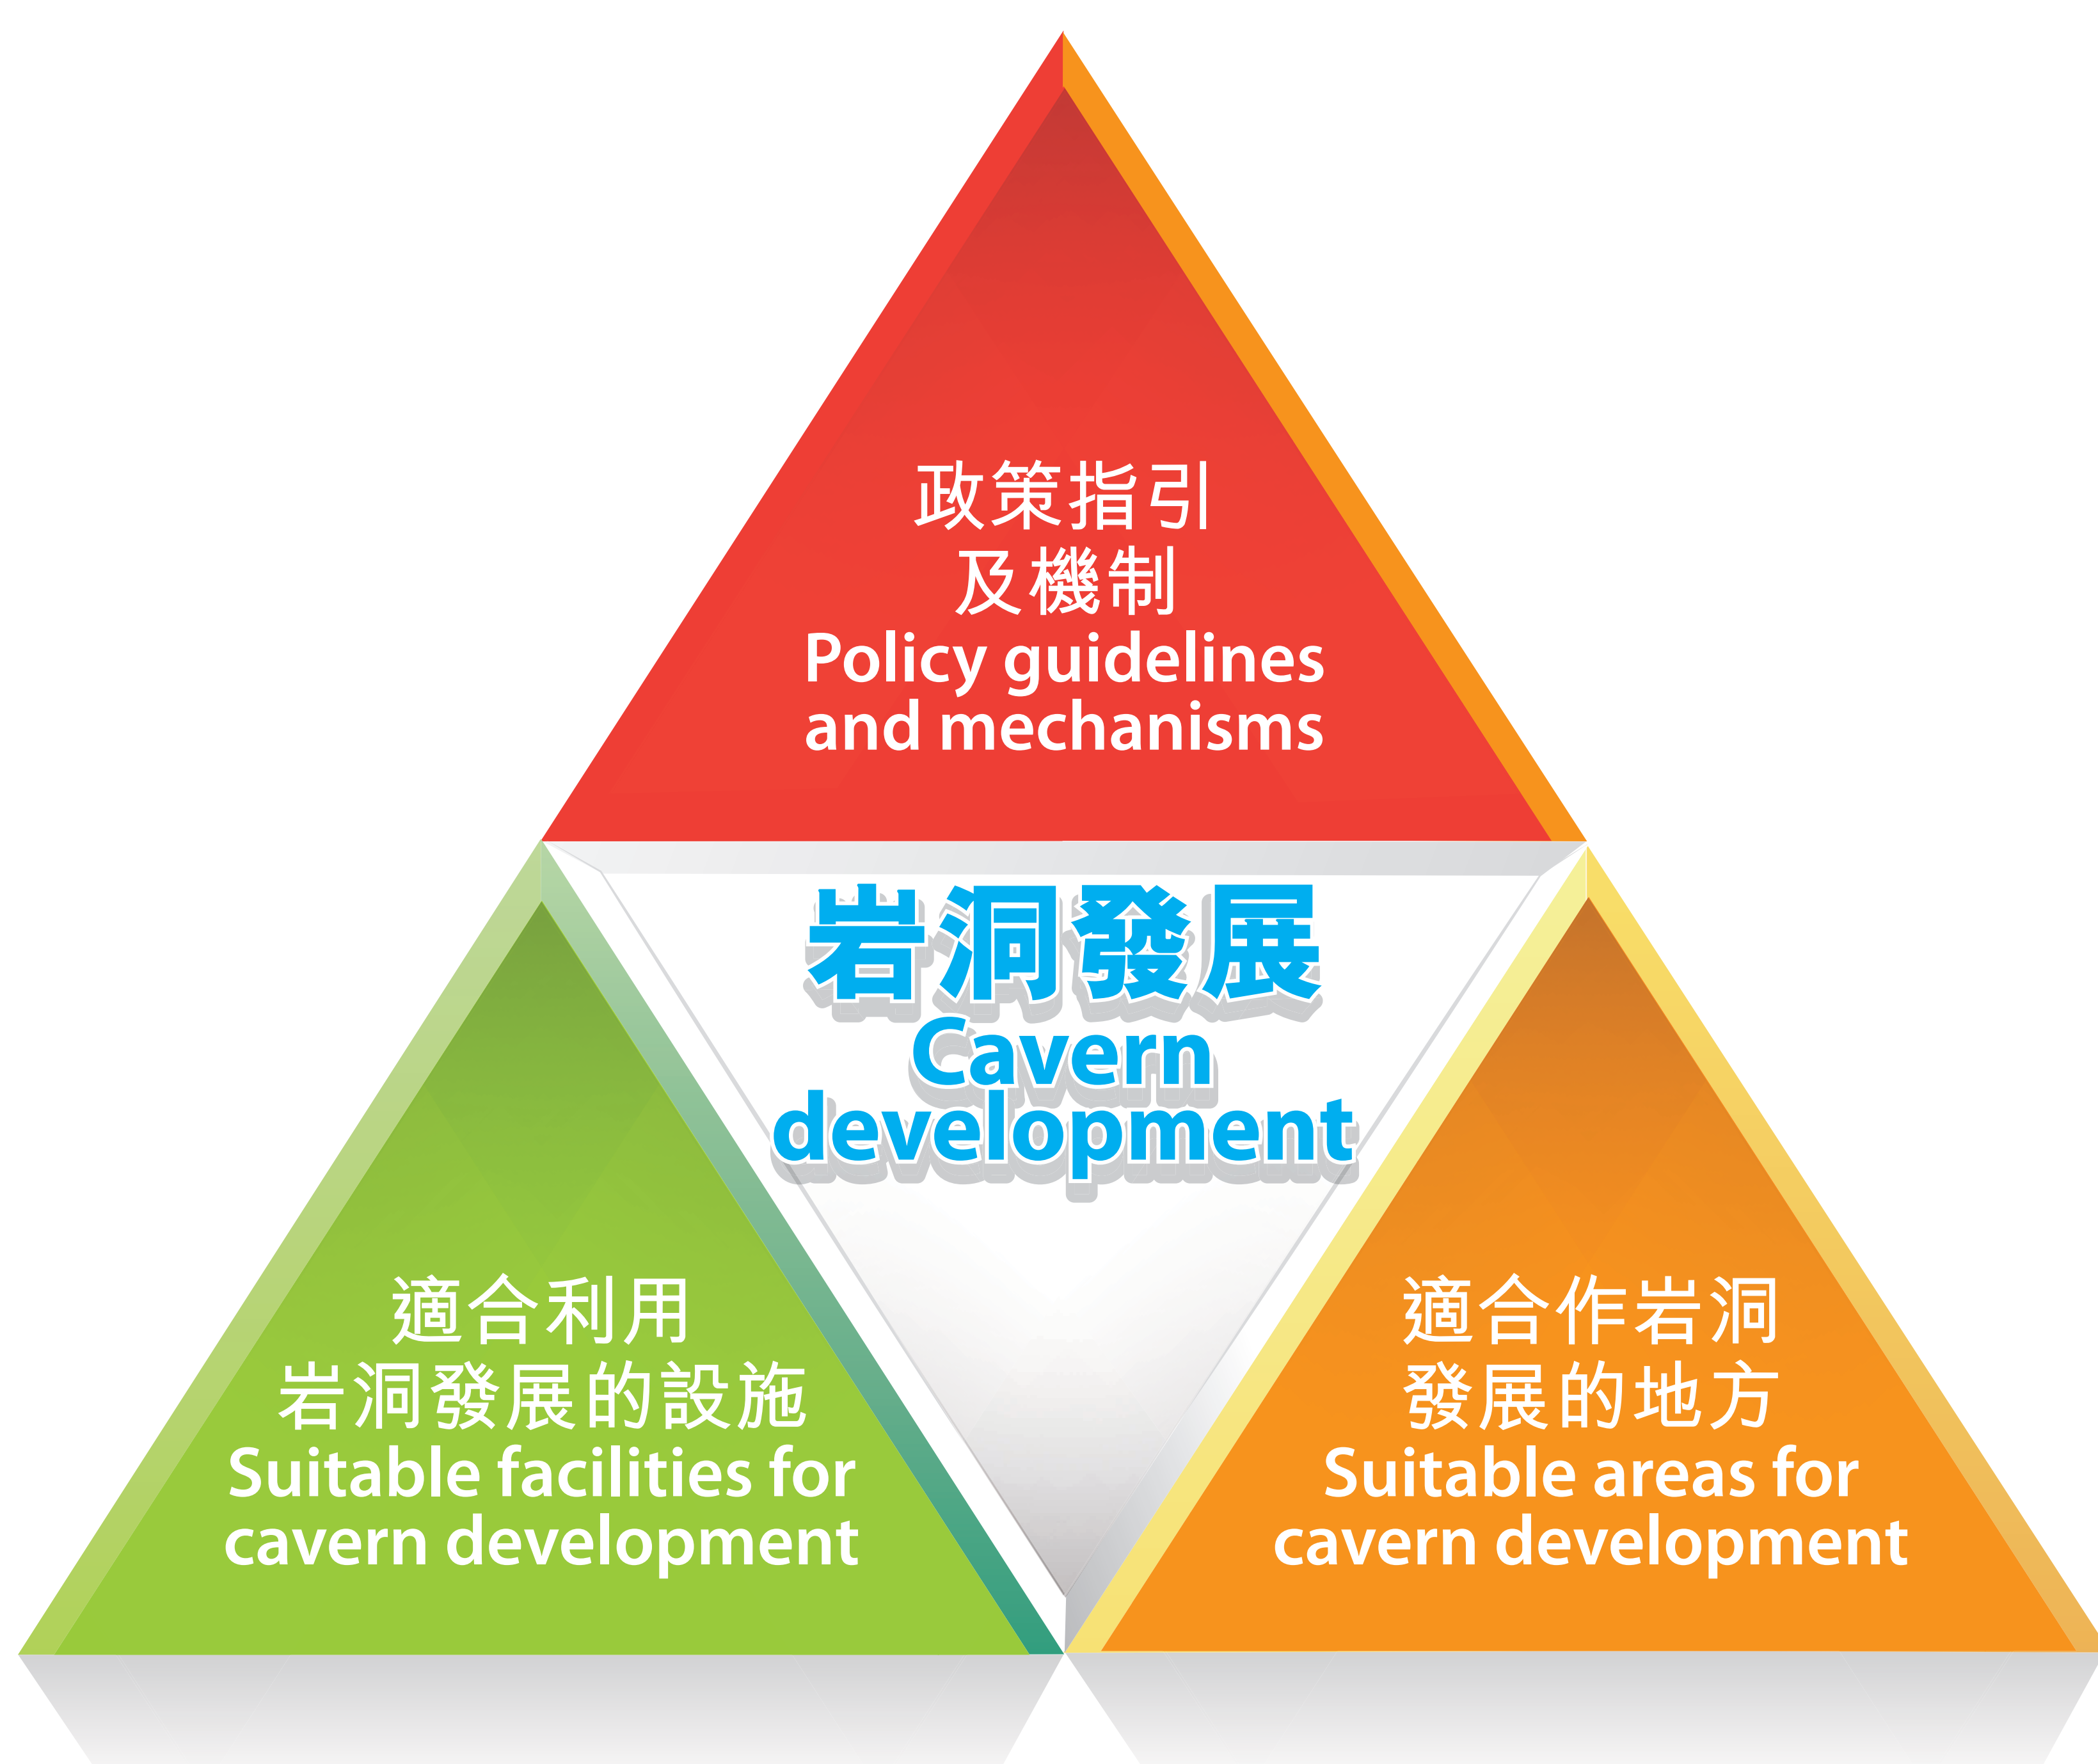 政策指引
及機制
Policy guidelines
and mechanisms
岩洞發展
Cavern
development
適合利用
岩洞發展的設施
Suitable facilities for
cavern development
適合作岩洞
發展的地方
Suitable areas for
cavern development